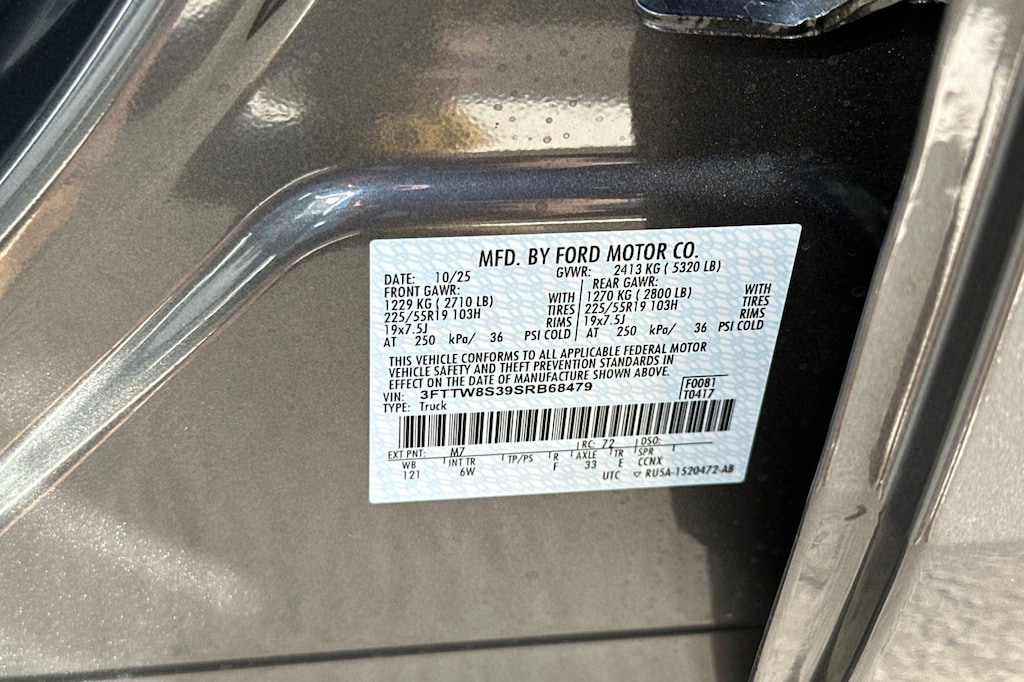 MFD. BY FORD MOTOR CO.
DATE: 10/25 GVWR: 2413 KG ( 5320 LB)
FRONT GAWR: REAR GAWR:
1229 KG ( 2710 LB) WITH 1270 KG ( 2800 LB) WITH
225/55R19 103H TIRES 225/55R19 103H TIRES
19x7.5J RIMS 19x7.5J RIMS
AT 250 kPa/ 36 PSI COLD AT 250 kPa/ 36 PSI COLD
THIS VEHICLE CONFORMS TO ALL APPLICABLE FEDERAL MOTOR
VEHICLE SAFETY AND THEFT PREVENTION STANDARDS IN
EFFECT ON THE DATE OF MANUFACTURE SHOWN ABOVE.
VIN: 3FTTW8S39SRB68479 F0081
TYPE: Truck T0417
EXT PNT: M7 RC: 72 DSO:
WB INT TR TP/PS R AXLE TR SPR
121 6W F 33 E CCNX
UTC ▽ RU5A-1520472-AB